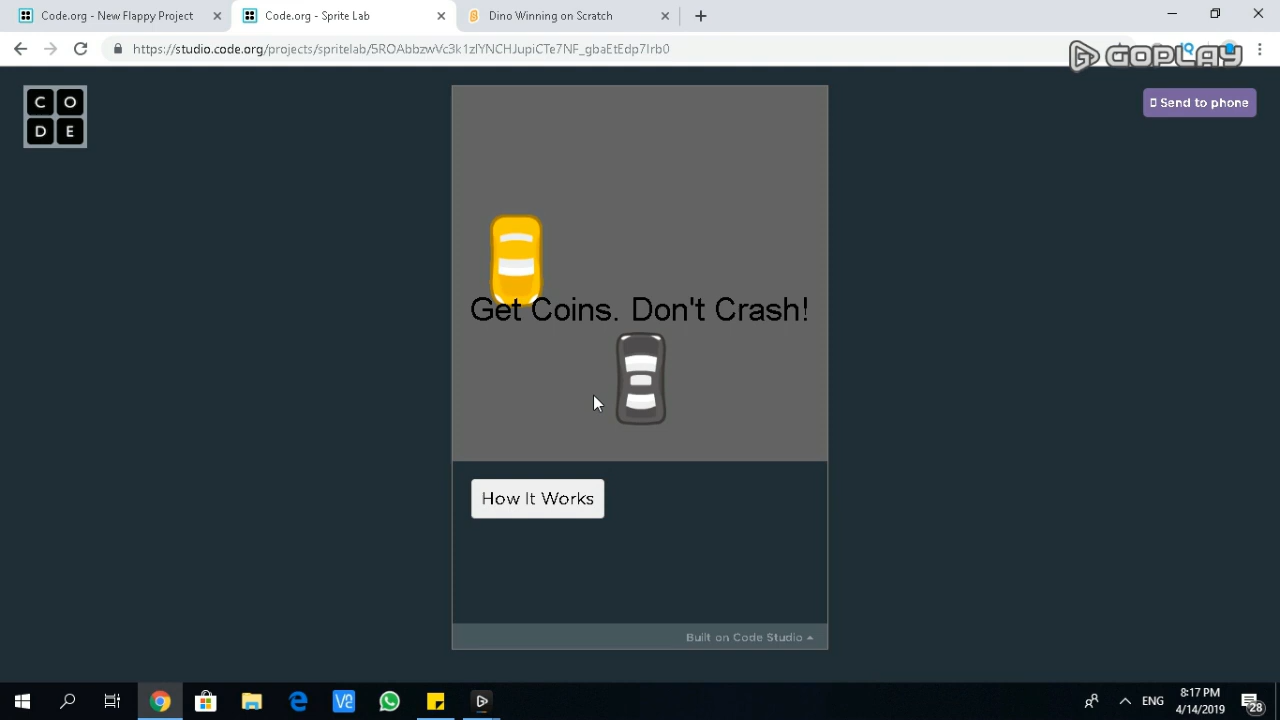 Code.org - New Flappy Project
Code.org - Sprite Lab
Dino Winning on Scratch
https://studio.code.org/projects/spritelab/5ROAbbzwVc3k1zlYNCHJupiCTe7NF_gbaEtEdp7Irb0
GOPLAY
C O
D E
Send to phone
Get Coins. Don't Crash!
How It Works
Built on Code Studio
ENG
8:17 PM
4/14/2019
28